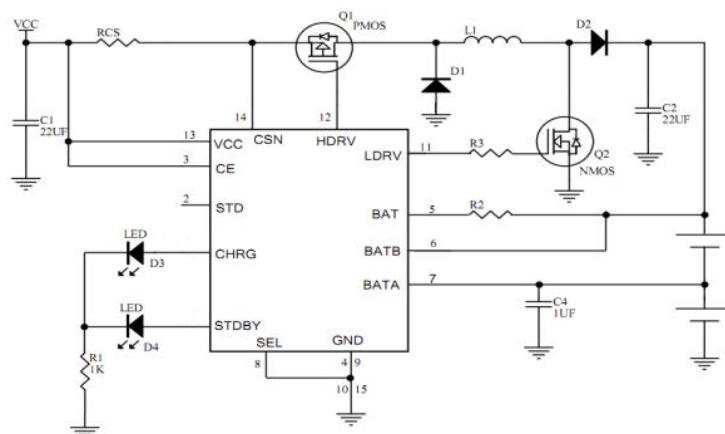 Q1
PMOS
VCC
RCS
L1
D2
D1
C1
22UF
C2
22UF
14
12
CSN
HDRV
13
VCC
3
CE
2
STD
LDRV
11
R3
Q2
NMOS
BAT
5
R2
BATB
6
BATA
7
C4
1UF
LED
D3
CHRG
LED
D4
STDBY
SEL
GND
8
4
9
10
15
R1
1K